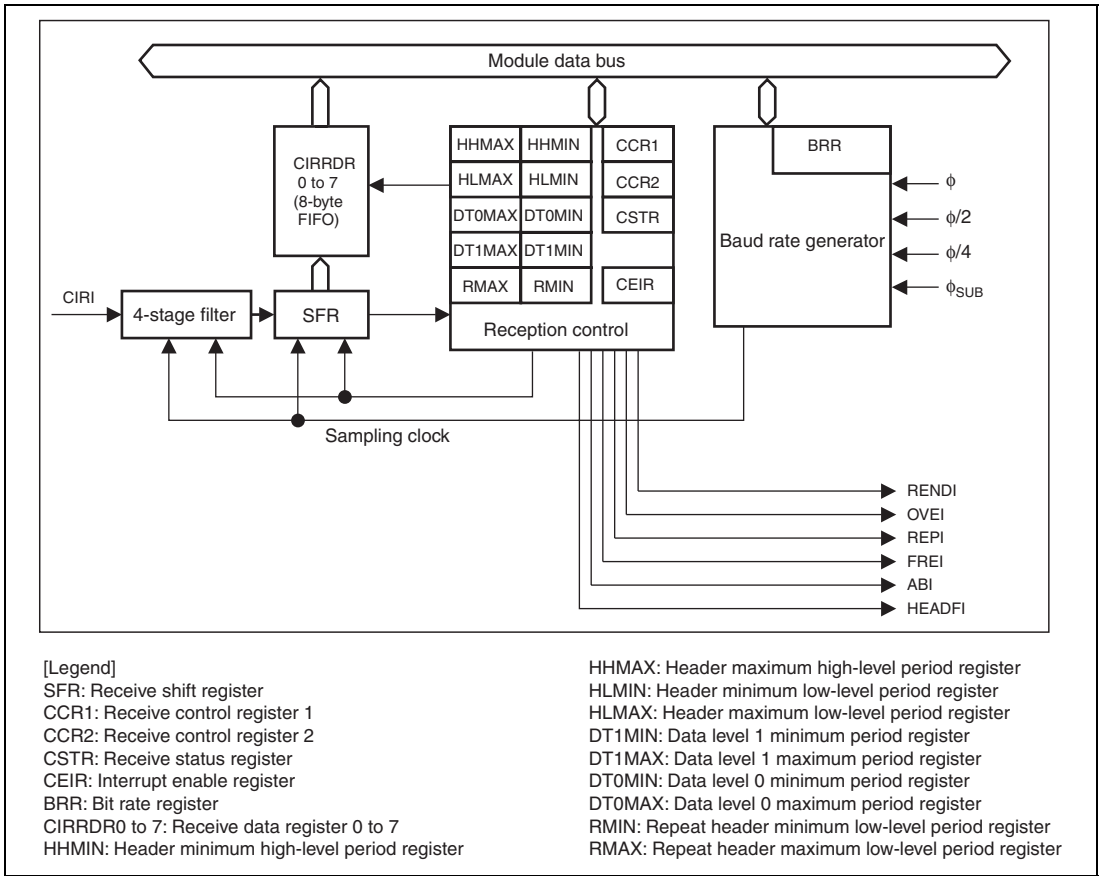 Module data bus
CIRRDR
0 to 7
(8-byte
FIFO)
HHMAX HHMIN CCR1
HLMAX HLMIN CCR2
DT0MAX DT0MIN CSTR
DT1MAX DT1MIN
RMAX RMIN CEIR
Reception control
BRR
Baud rate generator
ϕ
ϕ/2
ϕ/4
ϕSUB
CIRI
4-stage filter
SFR
Sampling clock
RENDI
OVEI
REPI
FREI
ABI
HEADFI
[Legend]
SFR: Receive shift register
CCR1: Receive control register 1
CCR2: Receive control register 2
CSTR: Receive status register
CEIR: Interrupt enable register
BRR: Bit rate register
CIRRDR0 to 7: Receive data register 0 to 7
HHMIN: Header minimum high-level period register
HHMAX: Header maximum high-level period register
HLMIN: Header minimum low-level period register
HLMAX: Header maximum low-level period register
DT1MIN: Data level 1 minimum period register
DT1MAX: Data level 1 maximum period register
DT0MIN: Data level 0 minimum period register
DT0MAX: Data level 0 maximum period register
RMIN: Repeat header minimum low-level period register
RMAX: Repeat header maximum low-level period register